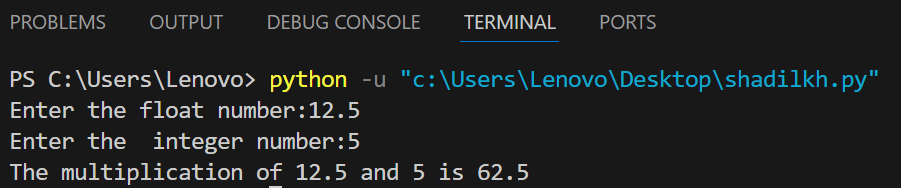 PROBLEMS OUTPUT DEBUG CONSOLE TERMINAL PORTS
PS C:\Users\Lenovo> python -u "c:\Users\Lenovo\Desktop\shadilkh.py"
Enter the float number:12.5
Enter the  integer number:5
The multiplication of 12.5 and 5 is 62.5